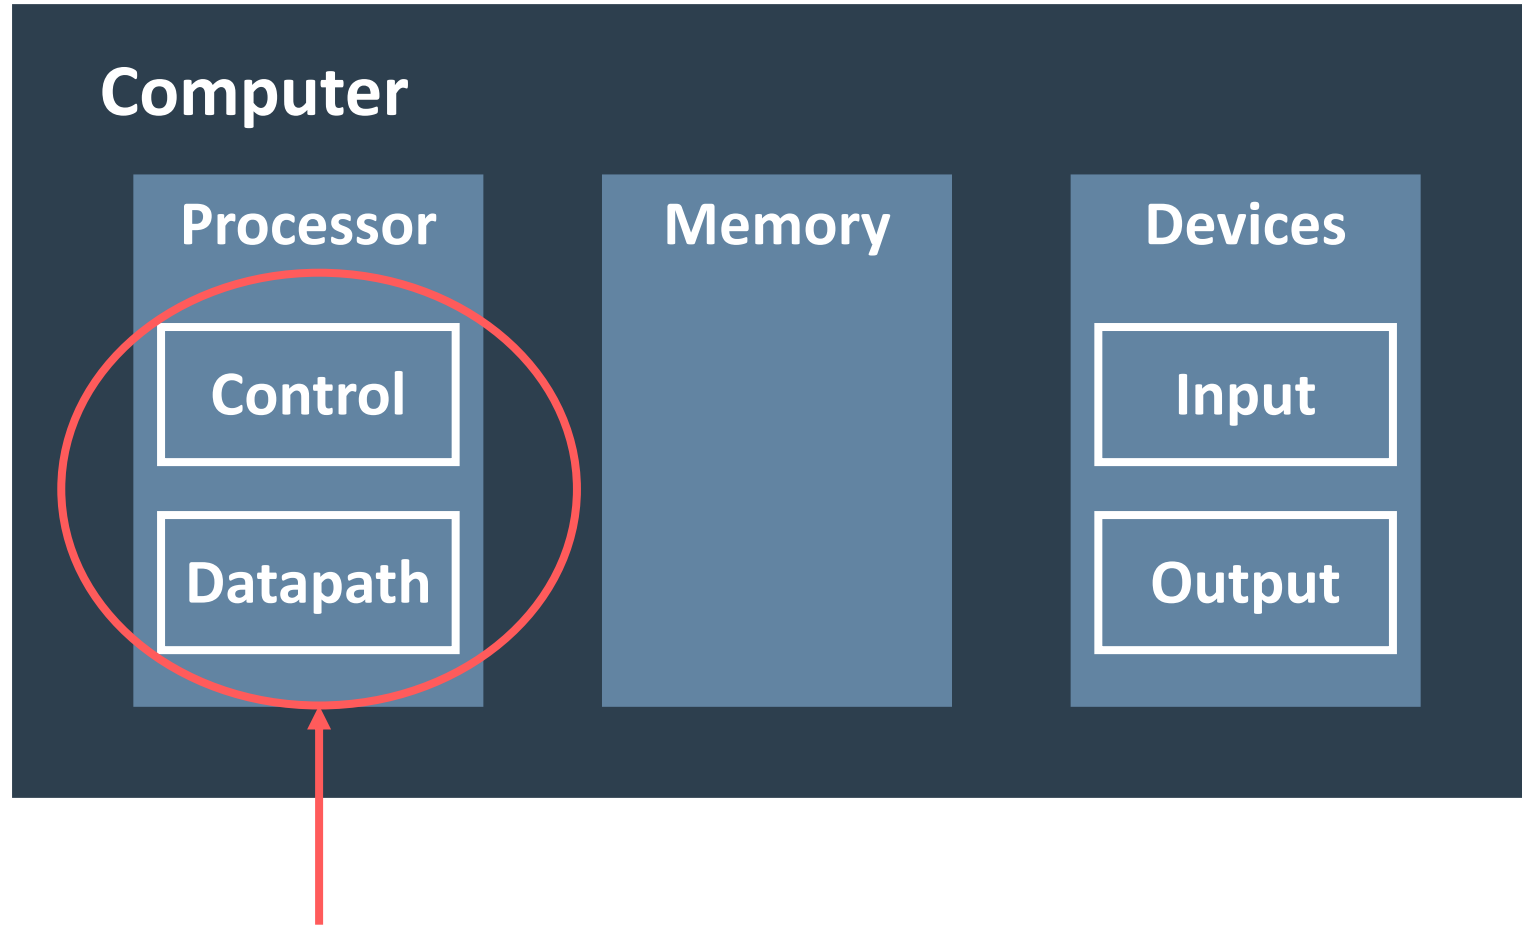 Computer
Processor
Control
Datapath
Memory
Devices
Input
Output